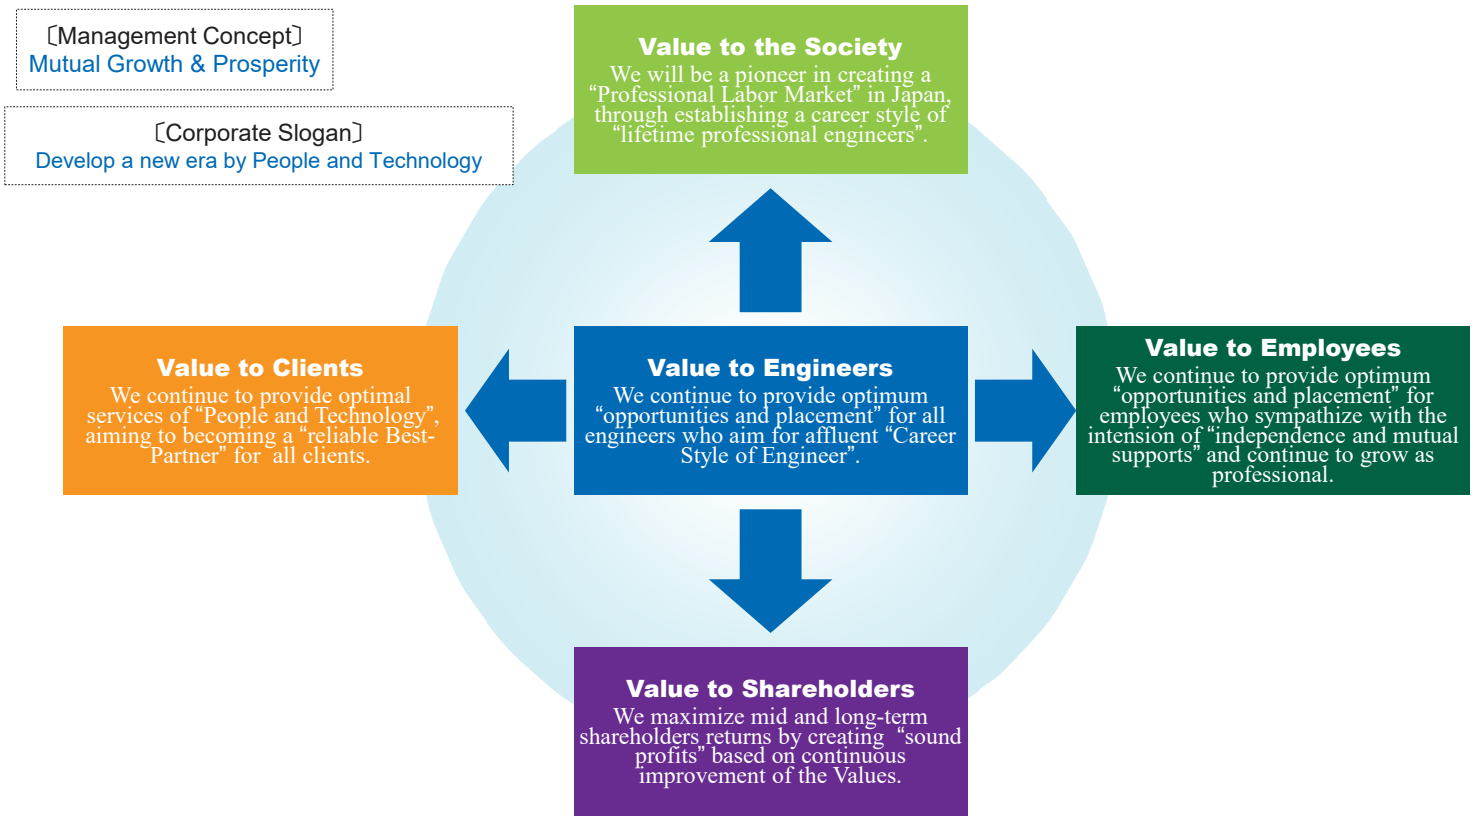 〔Management Concept〕
Mutual Growth & Prosperity
〔Corporate Slogan〕
Develop a new era by People and Technology
Value to the Society
We will be a pioneer in creating a
“Professional Labor Market” in Japan,
through establishing a career style of
“lifetime professional engineers”.
Value to Clients
We continue to provide optimal
services of “People and Technology”,
aiming to becoming a “reliable Best-
Partner” for all clients.
Value to Engineers
We continue to provide optimum
“opportunities and placement” for all
engineers who aim for affluent “Career
Style of Engineer”.
Value to Employees
We continue to provide optimum
“opportunities and placement” for
employees who sympathize with the
intension of “independence and mutual
supports” and continue to grow as
professional.
Value to Shareholders
We maximize mid and long-term
shareholders returns by creating “sound
profits” based on continuous
improvement of the Values.